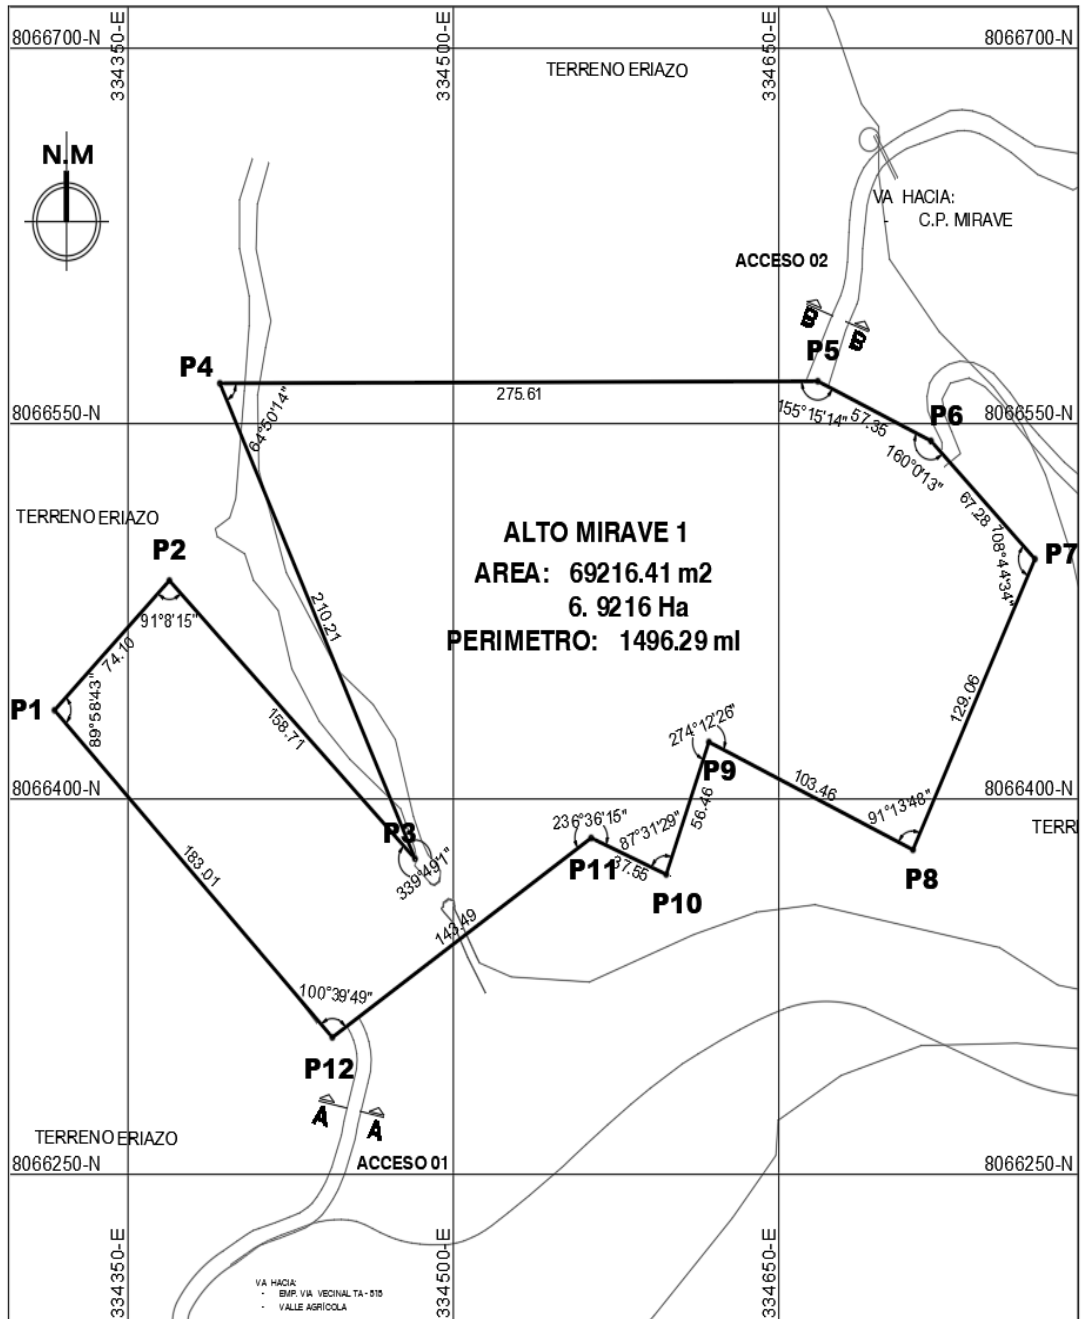 334350-E
334500-E
334650-E
8066700-N
8066700-N
TERRENO ERIAZO
N.M
VA HACIA:
- C.P. MIRAVE
ACCESO 02
B
B
P4
P5
275.61
64°50'14"
155°15'14"
57.35
P6
160°0'13"
8066550-N
8066550-N
TERRENO ERIAZO
67.28
108°44'34"
P7
P2
91°8'15"
ALTO MIRAVE 1
AREA: 69216.41 m2
6. 9216 Ha
PERIMETRO: 1496.29 ml
210.21
74.10
P1
89°58'43"
158.71
129.06
274°12'26"
P9
103.46
8066400-N
8066400-N
56.46
91°13'48"
TERR
P3
339°49'1"
236°36'15"
87°31'29"
P11
37.55
P10
P8
183.01
143.49
100°39'49"
P12
A
A
TERRENO ERIAZO
8066250-N
8066250-N
ACCESO 01
334350-E
334500-E
334650-E
VA HACIA:
- EMP. VIA VECINAL TA-
- VALLE AGRÍCOLA